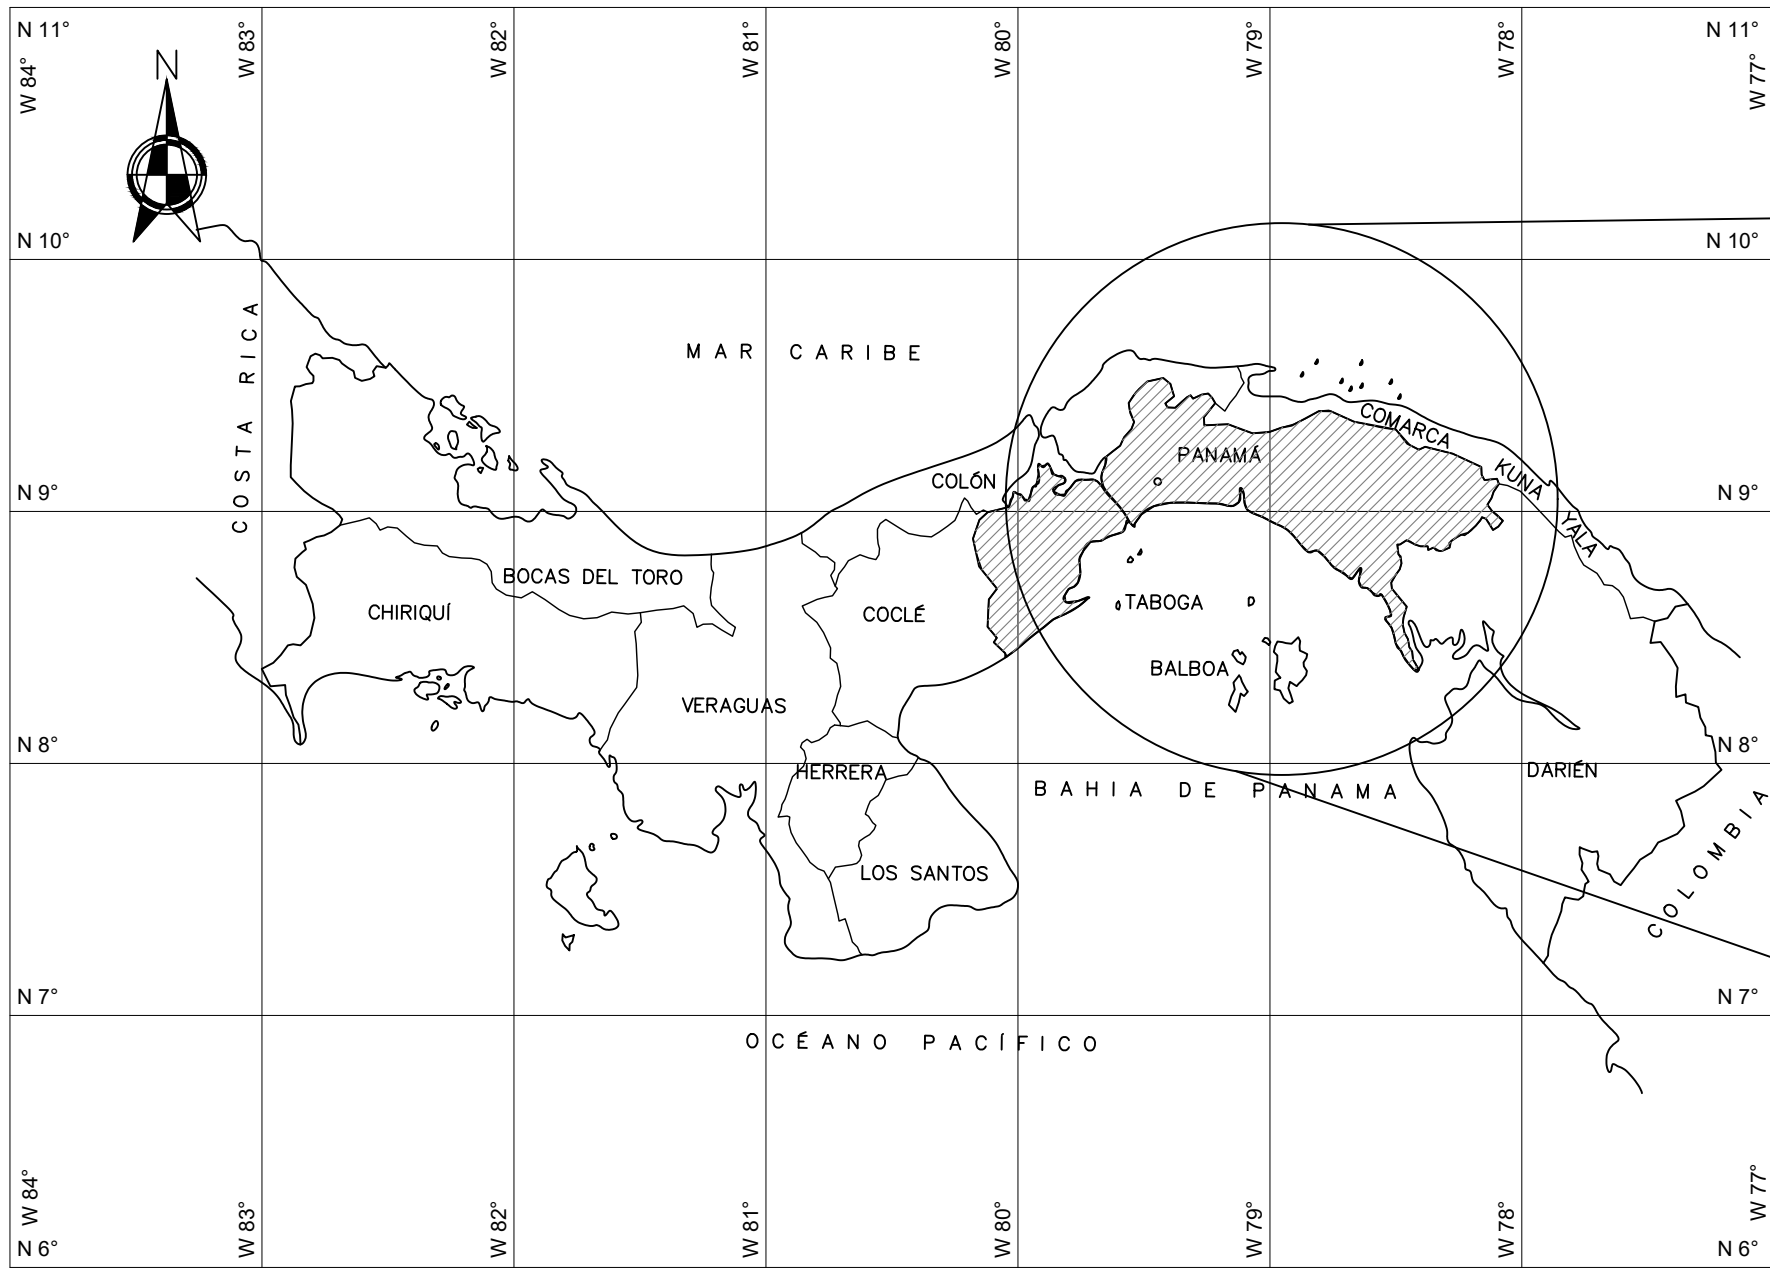 N 11°
W 84°
W 83°
W 82°
W 81°
W 80°
W 79°
W 78°
N 11°
W 77°
N
N 10°
N 10°
COSTA RICA
MAR CARIBE
COMARCA
KUNA
YALA
PANAMÁ
COLÓN
N 9°
N 9°
BOCAS DEL TORO
CHIRIQUÍ
COCLÉ
TABOGA
BALBOA
VERAGUAS
N 8°
N 8°
HERRERA
DARIÉN
BAHIA DE PANAMA
COLOMBIA
LOS SANTOS
N 7°
N 7°
OCÉANO PACÍFICO
W 84°
W 83°
W 82°
W 81°
W 80°
W 79°
W 78°
W 77°
N 6°
N 6°